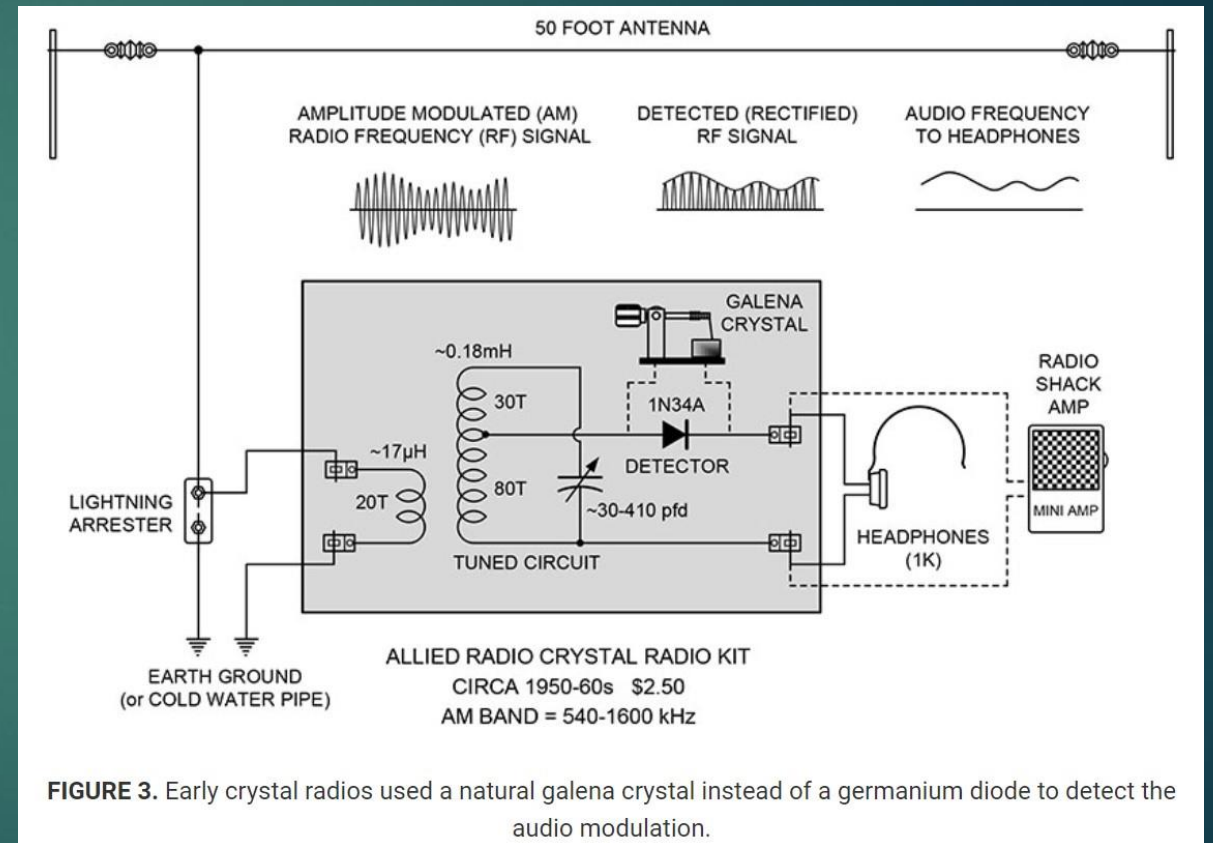 50 FOOT ANTENNA
AMPLITUDE MODULATED (AM)
RADIO FREQUENCY (RF) SIGNAL
DETECTED (RECTIFIED)
RF SIGNAL
AUDIO FREQUENCY
TO HEADPHONES
GALENA
CRYSTAL
~0.18mH
30T
1N34A
DETECTOR
~17µH
20T
80T
~30-410 pfd
TUNED CIRCUIT
LIGHTNING
ARRESTER
HEADPHONES
(1K)
RADIO
SHACK
AMP
MINI AMP
EARTH GROUND
(or COLD WATER PIPE)
ALLIED RADIO CRYSTAL RADIO KIT
CIRCA 1950-60s $2.50
AM BAND = 540-1600 kHz
FIGURE 3. Early crystal radios used a natural galena crystal instead of a germanium diode to detect the
audio modulation.